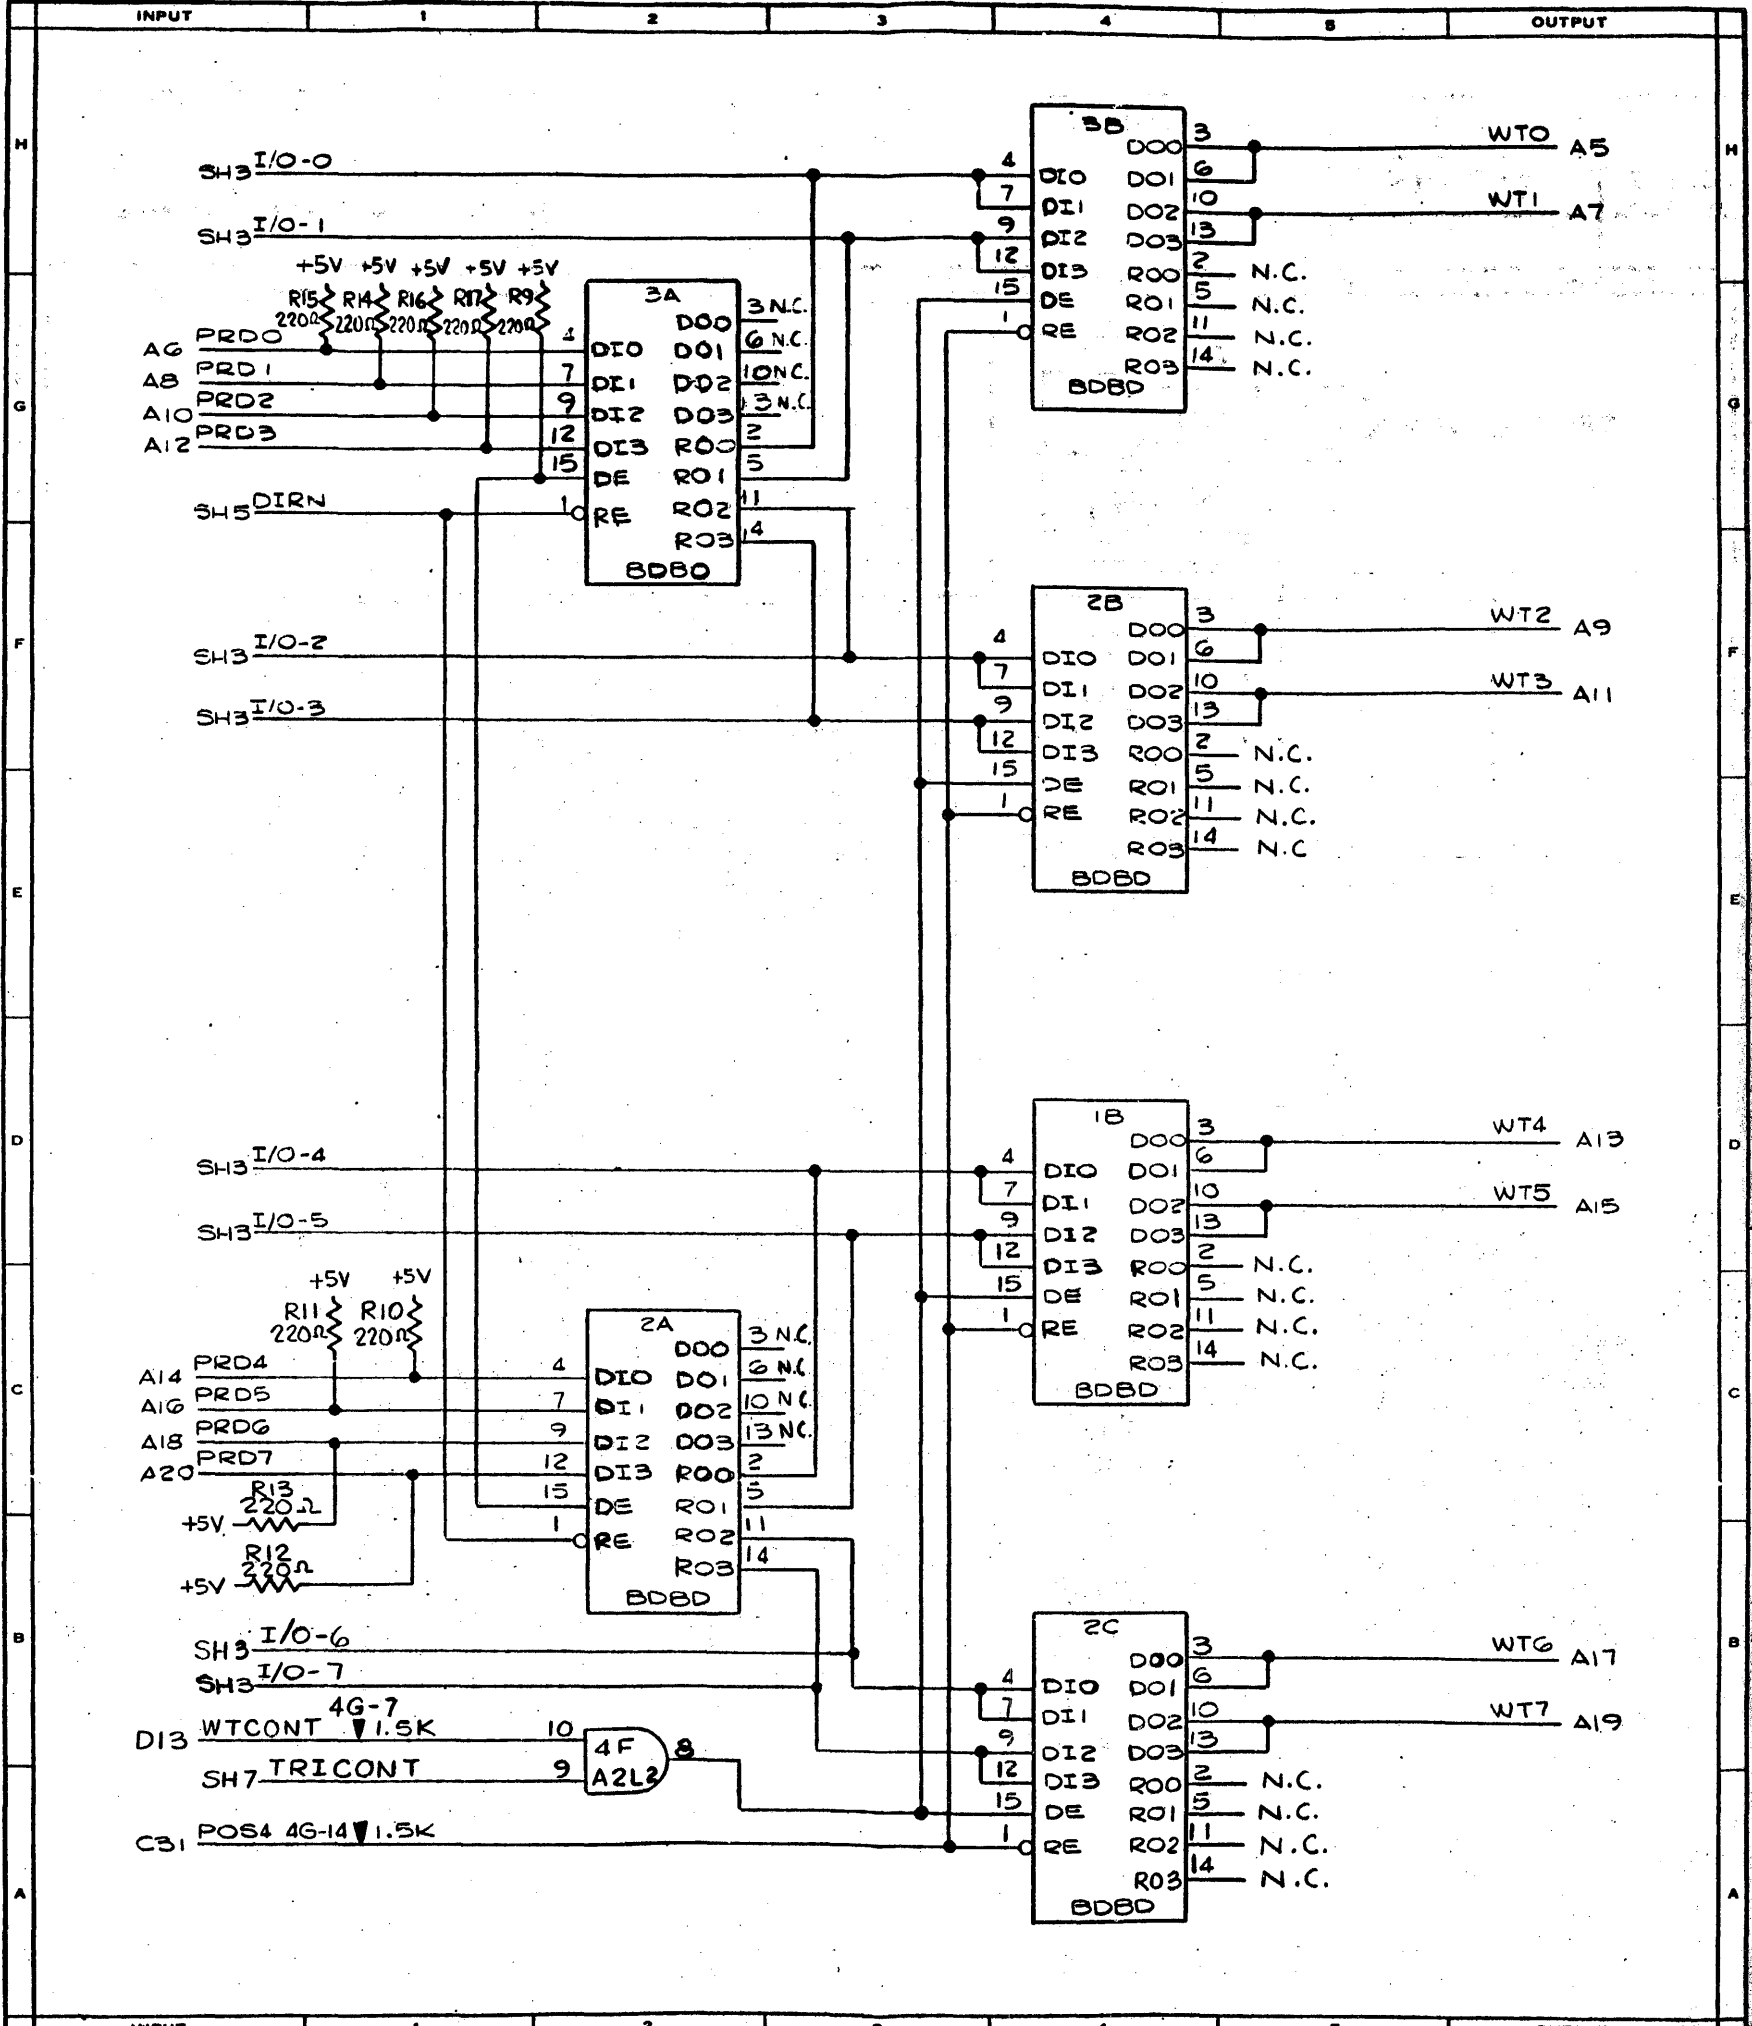 INPUT 1 2 3 4 5 OUTPUT
H H
G G
F F
E E
D D
C C
B B
A A
SH3 I/O-0
SH3 I/O-1
+5V +5V +5V +5V +5V
R15 R14 R16 R17 R9
220Ω 220Ω 220Ω 220Ω 220Ω
A6 PRD0
A8 PRD1
A10 PRD2
A12 PRD3
SH5 DIRN
3A
DO0 3 N.C.
4 DI0 DO1 6 N.C.
7 DI1 DO2 10 N.C.
9 DI2 DO3 13 N.C.
12 DI3 RO0 2
15 DE RO1 5
1 RE RO2 11
RO3 14
BDBD
3B
DO0 3 WT0 A5
4 DI0 DO1 6
7 DI1 DO2 10 WT1 A7
9 DI2 DO3 13
12 DI3 RO0 2 N.C.
15 DE RO1 5 N.C.
1 RE RO2 11 N.C.
RO3 14 N.C.
BDBD
SH3 I/O-2
SH3 I/O-3
2B
DO0 3 WT2 A9
4 DI0 DO1 6
7 DI1 DO2 10 WT3 A11
9 DI2 DO3 13
12 DI3 RO0 2 N.C.
15 DE RO1 5 N.C.
1 RE RO2 11 N.C.
RO3 14 N.C
BDBD
SH3 I/O-4
SH3 I/O-5
1B
DO0 3 WT4 A13
4 DI0 DO1 6
7 DI1 DO2 10 WT5 A15
9 DI2 DO3 13
12 DI3 RO0 2 N.C.
15 DE RO1 5 N.C.
1 RE RO2 11 N.C.
RO3 14 N.C.
BDBD
+5V +5V
R11 R10
220Ω 220Ω
A14 PRD4
A16 PRD5
A18 PRD6
A20 PRD7
R13
220Ω
+5V
R12
220Ω
+5V
2A
DO0 3 N.C.
4 DI0 DO1 6 N.C.
7 DI1 DO2 10 N.C.
9 DI2 DO3 13 N.C.
12 DI3 RO0 2
15 DE RO1 5
1 RE RO2 11
RO3 14
BDBD
SH3 I/O-6
SH3 I/O-7
4G-7
D13 WTCONT 1.5K 10
SH7 TRICONT 9
4F 8
A2L2
C31 POS4 4G-14 1.5K
2C
DO0 3 WT6 A17
4 DI0 DO1 6
7 DI1 DO2 10 WT7 A19
9 DI2 DO3 13
12 DI3 RO0 2 N.C.
15 DE RO1 5 N.C.
1 RE RO2 11 N.C.
RO3 14 N.C.
BDBD